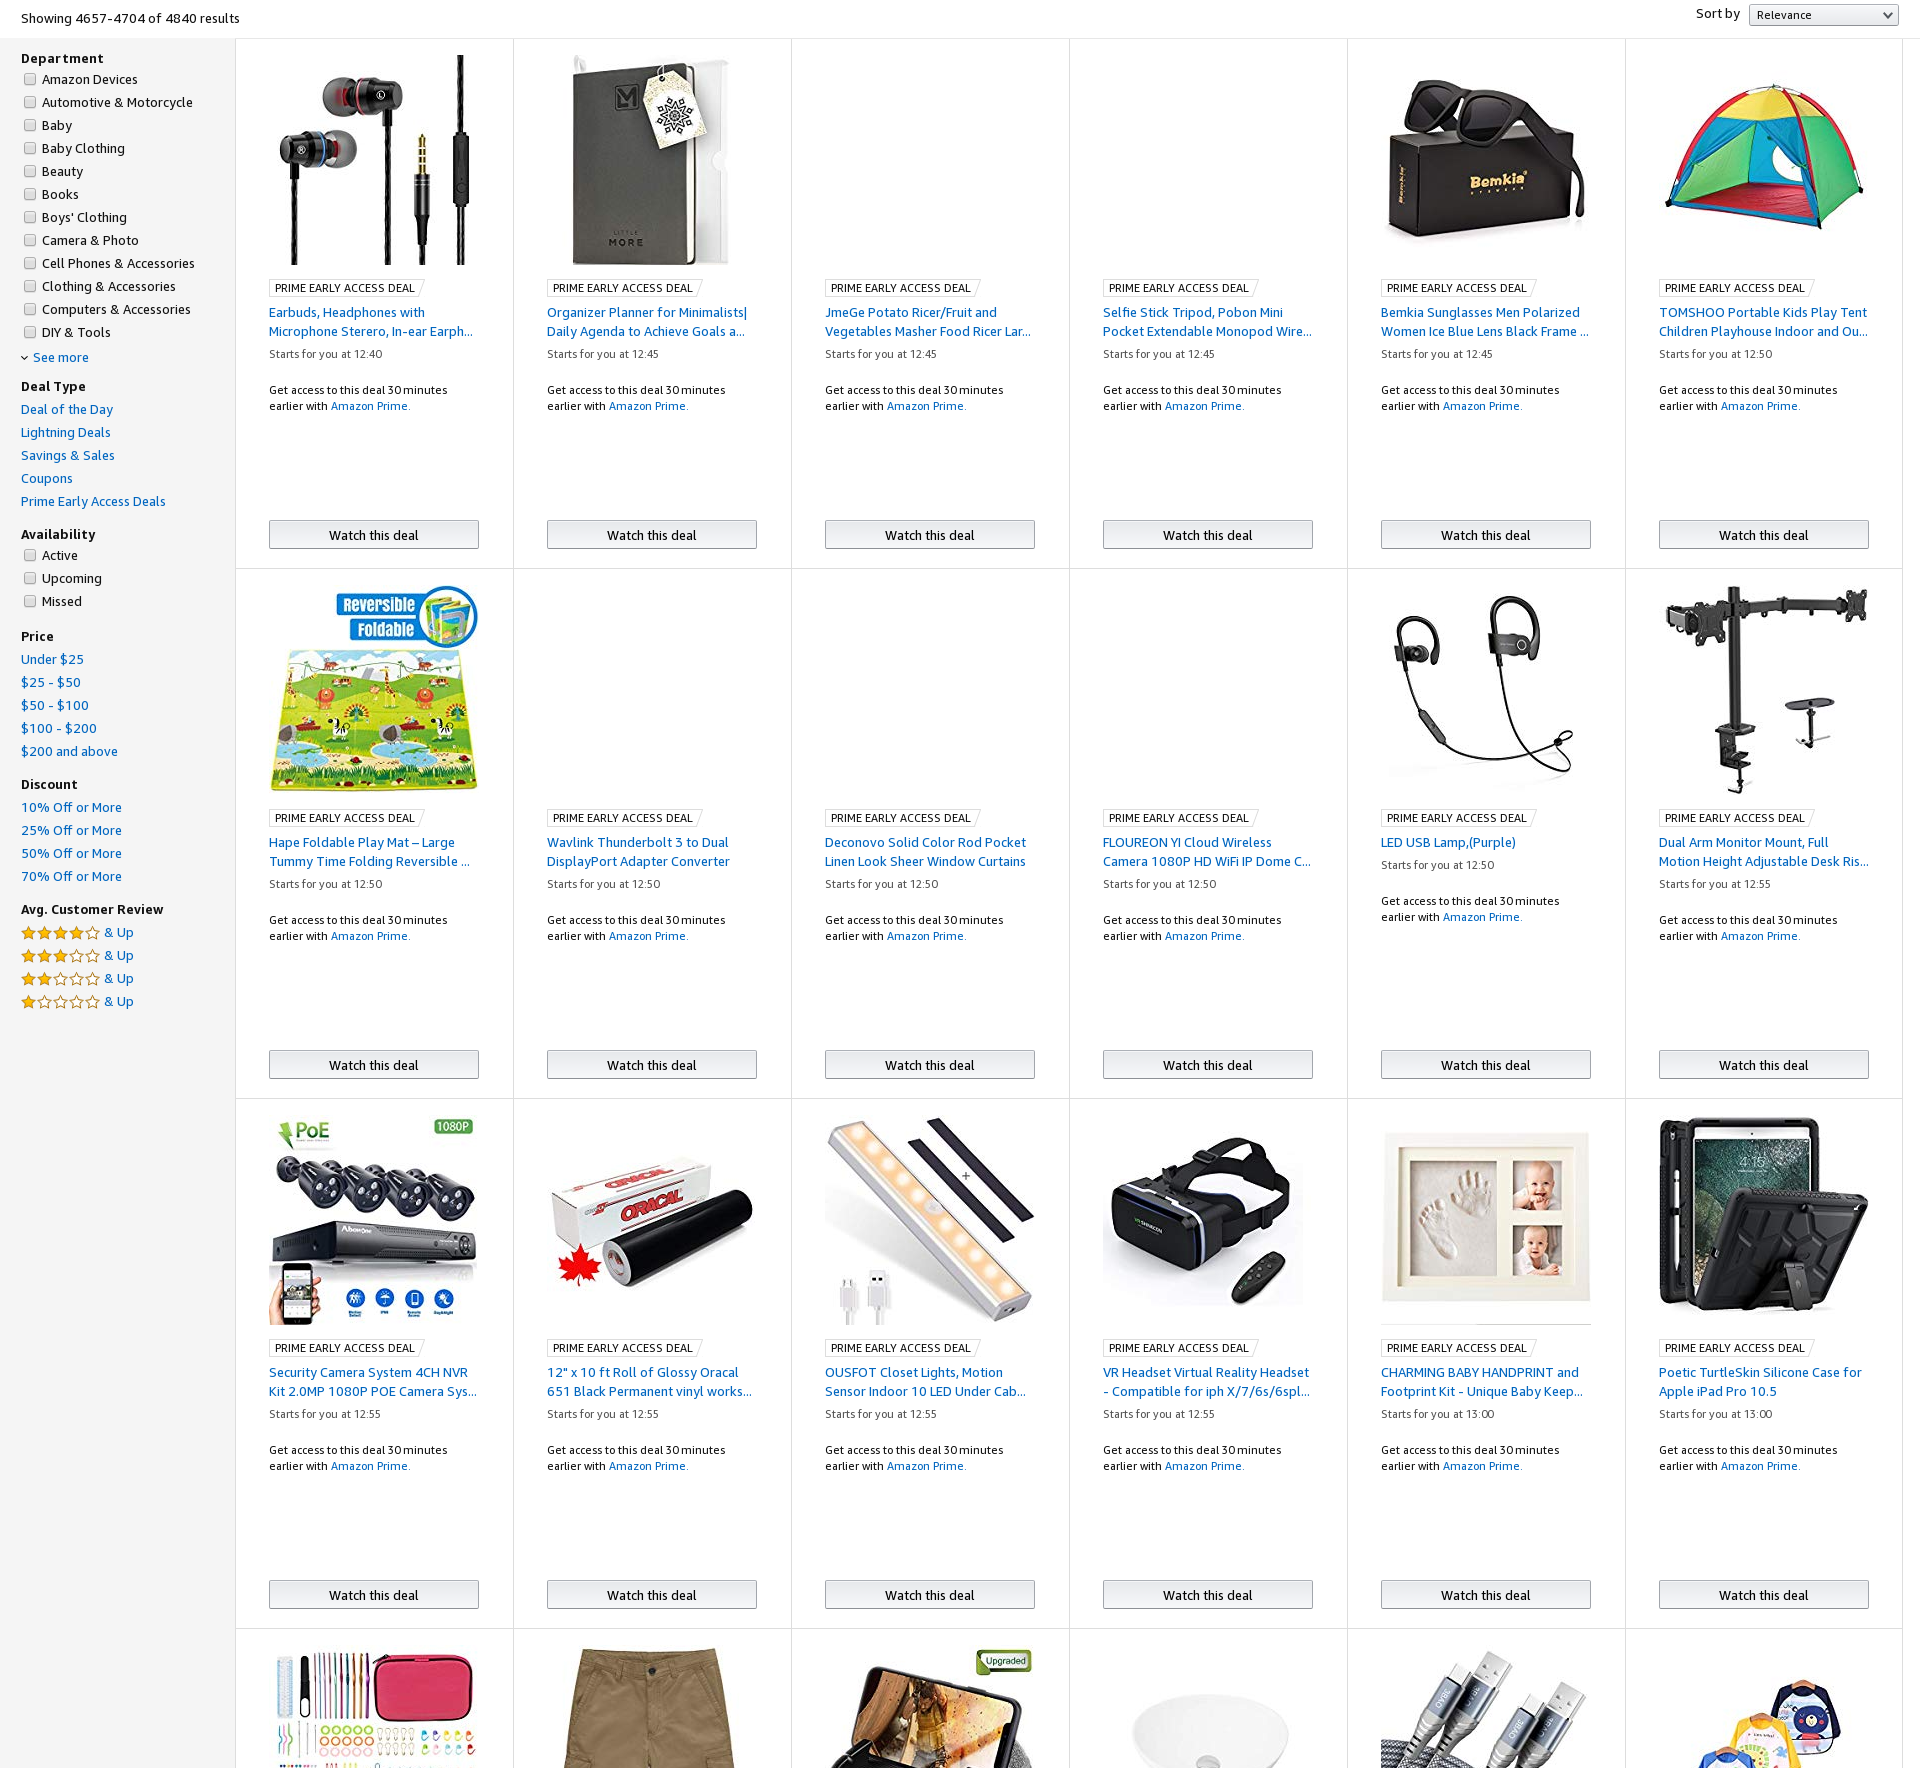 Showing 4657-4704 of 4840 results
Sort by
Relevance
Department
Amazon Devices
Automotive & Motorcycle
Baby
Baby Clothing
Beauty
Books
Boys' Clothing
Camera & Photo
Cell Phones & Accessories
Clothing & Accessories
Computers & Accessories
DIY & Tools
See more
Deal Type
Deal of the Day
Lightning Deals
Savings & Sales
Coupons
Prime Early Access Deals
Availability
Active
Upcoming
Missed
Price
Under $25
$25 - $50
$50 - $100
$100 - $200
$200 and above
Discount
10% Off or More
25% Off or More
50% Off or More
70% Off or More
Avg. Customer Review
& Up
& Up
& Up
& Up
PRIME EARLY ACCESS DEAL
Earbuds, Headphones with
Microphone Sterero, In-ear Earph...
Starts for you at 12:40
Get access to this deal 30 minutes
earlier with Amazon Prime.
Watch this deal
LITTLE
MORE
PRIME EARLY ACCESS DEAL
Organizer Planner for Minimalists|
Daily Agenda to Achieve Goals a...
Starts for you at 12:45
Get access to this deal 30 minutes
earlier with Amazon Prime.
Watch this deal
PRIME EARLY ACCESS DEAL
JmeGe Potato Ricer/Fruit and
Vegetables Masher Food Ricer Lar...
Starts for you at 12:45
Get access to this deal 30 minutes
earlier with Amazon Prime.
Watch this deal
PRIME EARLY ACCESS DEAL
Selfie Stick Tripod, Pobon Mini
Pocket Extendable Monopod Wire...
Starts for you at 12:45
Get access to this deal 30 minutes
earlier with Amazon Prime.
Watch this deal
Bemkia
EYEWEAR
PRIME EARLY ACCESS DEAL
Bemkia Sunglasses Men Polarized
Women Ice Blue Lens Black Frame ...
Starts for you at 12:45
Get access to this deal 30 minutes
earlier with Amazon Prime.
Watch this deal
PRIME EARLY ACCESS DEAL
TOMSHOO Portable Kids Play Tent
Children Playhouse Indoor and Ou...
Starts for you at 12:50
Get access to this deal 30 minutes
earlier with Amazon Prime.
Watch this deal
Reversible
Foldable
PRIME EARLY ACCESS DEAL
Hape Foldable Play Mat – Large
Tummy Time Folding Reversible ...
Starts for you at 12:50
Get access to this deal 30 minutes
earlier with Amazon Prime.
Watch this deal
PRIME EARLY ACCESS DEAL
Wavlink Thunderbolt 3 to Dual
DisplayPort Adapter Converter
Starts for you at 12:50
Get access to this deal 30 minutes
earlier with Amazon Prime.
Watch this deal
PRIME EARLY ACCESS DEAL
Deconovo Solid Color Rod Pocket
Linen Look Sheer Window Curtains
Starts for you at 12:50
Get access to this deal 30 minutes
earlier with Amazon Prime.
Watch this deal
PRIME EARLY ACCESS DEAL
FLOUREON YI Cloud Wireless
Camera 1080P HD WiFi IP Dome C...
Starts for you at 12:50
Get access to this deal 30 minutes
earlier with Amazon Prime.
Watch this deal
PRIME EARLY ACCESS DEAL
LED USB Lamp,(Purple)
Starts for you at 12:50
Get access to this deal 30 minutes
earlier with Amazon Prime.
Watch this deal
PRIME EARLY ACCESS DEAL
Dual Arm Monitor Mount, Full
Motion Height Adjustable Desk Ris...
Starts for you at 12:55
Get access to this deal 30 minutes
earlier with Amazon Prime.
Watch this deal
PoE
1080P
PRIME EARLY ACCESS DEAL
Security Camera System 4CH NVR
Kit 2.0MP 1080P POE Camera Sys...
Starts for you at 12:55
Get access to this deal 30 minutes
earlier with Amazon Prime.
Watch this deal
ORACAL
ORACAL
PRIME EARLY ACCESS DEAL
12" x 10 ft Roll of Glossy Oracal
651 Black Permanent vinyl works...
Starts for you at 12:55
Get access to this deal 30 minutes
earlier with Amazon Prime.
Watch this deal
+
PRIME EARLY ACCESS DEAL
OUSFOT Closet Lights, Motion
Sensor Indoor 10 LED Under Cab...
Starts for you at 12:55
Get access to this deal 30 minutes
earlier with Amazon Prime.
Watch this deal
VR SHINECON
PRIME EARLY ACCESS DEAL
VR Headset Virtual Reality Headset
- Compatible for iph X/7/6s/6spl...
Starts for you at 12:55
Get access to this deal 30 minutes
earlier with Amazon Prime.
Watch this deal
PRIME EARLY ACCESS DEAL
CHARMING BABY HANDPRINT and
Footprint Kit - Unique Baby Keep...
Starts for you at 13:00
Get access to this deal 30 minutes
earlier with Amazon Prime.
Watch this deal
4:15
PRIME EARLY ACCESS DEAL
Poetic TurtleSkin Silicone Case for
Apple iPad Pro 10.5
Starts for you at 13:00
Get access to this deal 30 minutes
earlier with Amazon Prime.
Watch this deal
Upgraded